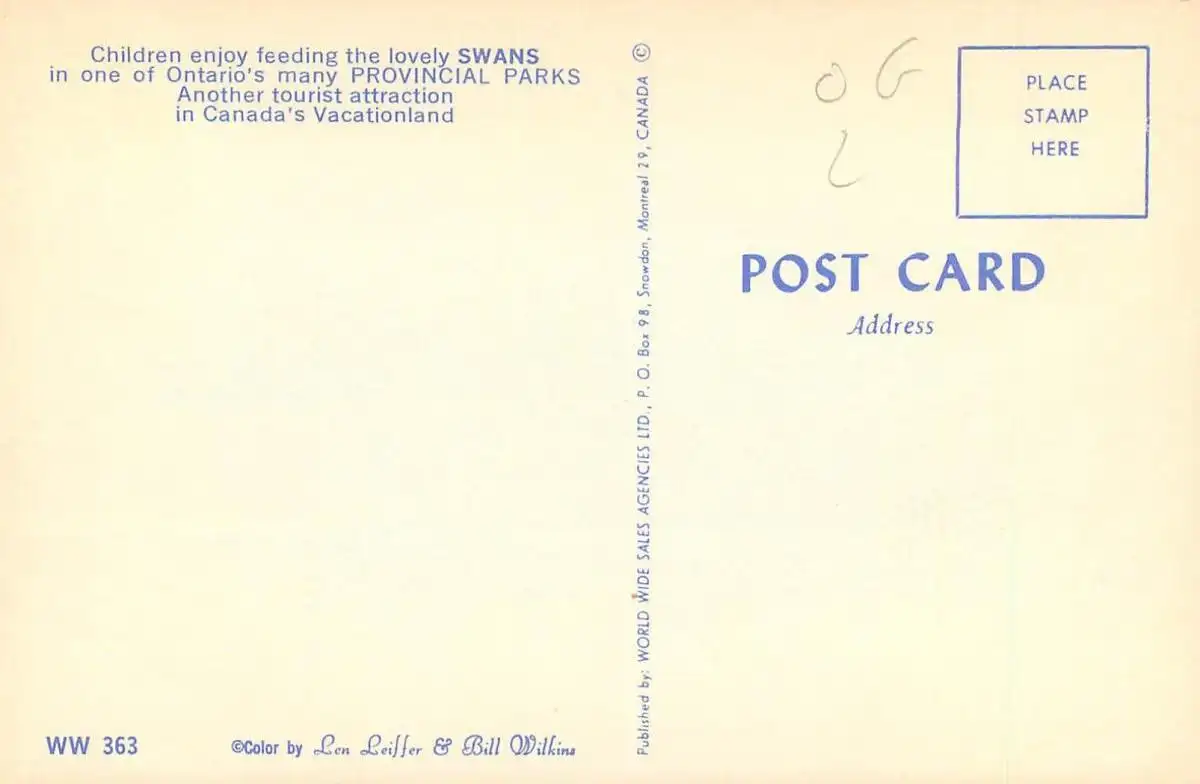 Children enjoy feeding the lovely SWANS
in one of Ontario's many PROVINCIAL PARKS
Another tourist attraction
in Canada's Vacationland
WW 363
©Color by Len Leiffer & Bill Wilkins
Published by: WORLD WIDE SALES AGENCIES LTD., P. O. Box 98, Snowdon, Montreal 29, CANADA ©
O G
L
PLACE
STAMP
HERE
POST CARD
Address